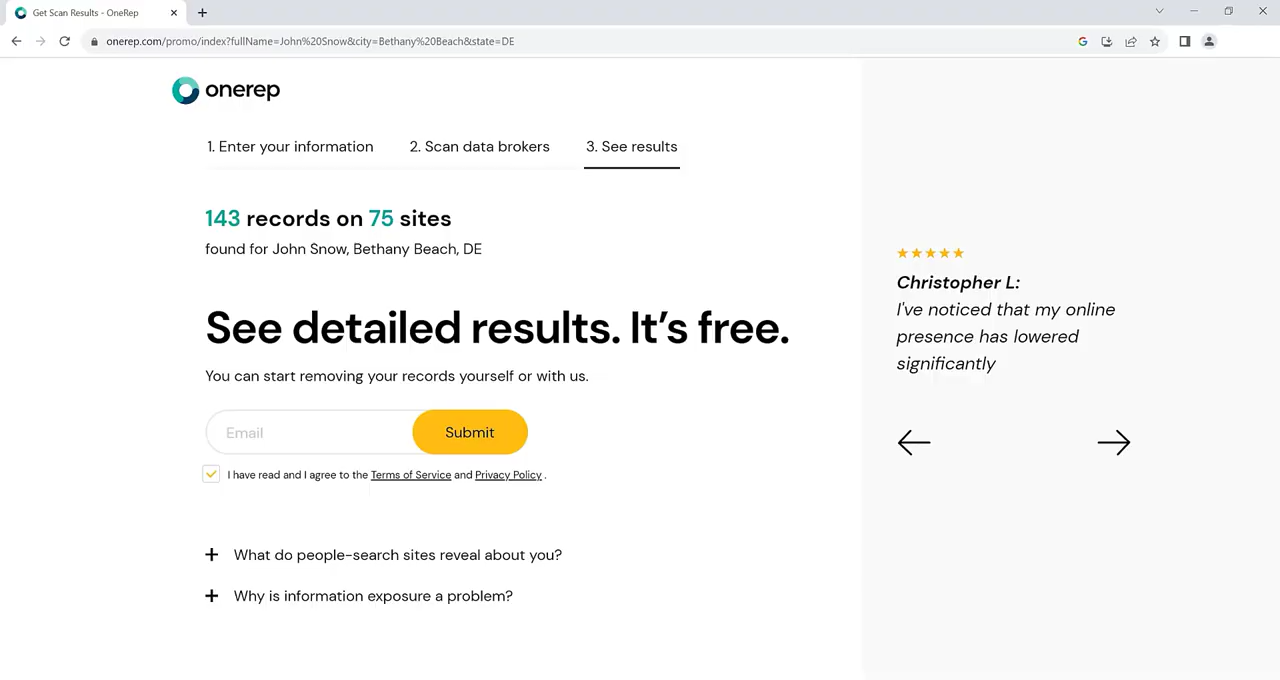 Get Scan Results - OneRep
onerep.com/promo/index?fullName=John%20Snow&city=Bethany%20Beach&state=DE
onerep
1. Enter your information 2. Scan data brokers 3. See results
143 records on 75 sites
found for John Snow, Bethany Beach, DE
See detailed results. It’s free.
You can start removing your records yourself or with us.
Email Submit
I have read and I agree to the Terms of Service and Privacy Policy .
What do people-search sites reveal about you?
Why is information exposure a problem?
Christopher L:
I've noticed that my online
presence has lowered
significantly